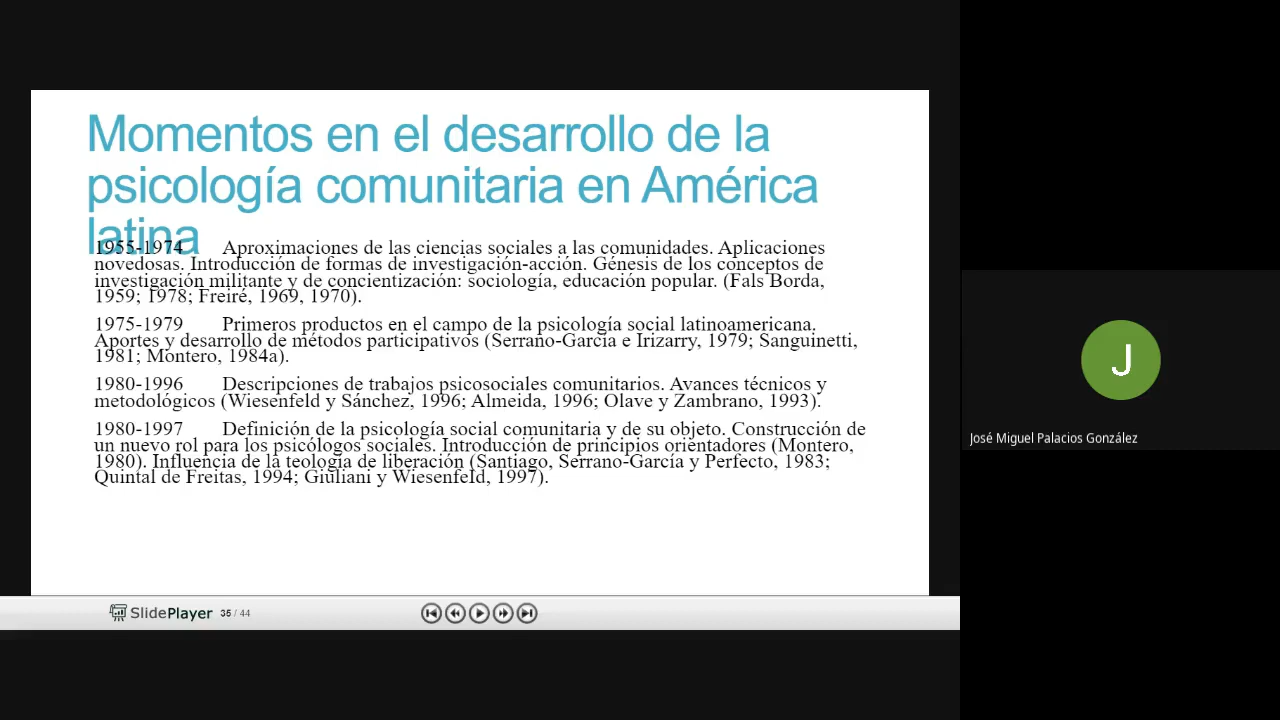 Momentos en el desarrollo de la
psicología comunitaria en América
latina
1955-1974 Aproximaciones de las ciencias sociales a las comunidades. Aplicaciones
novedosas. Introducción de formas de investigación-acción. Génesis de los conceptos de
investigación militante y de concientización: sociología, educación popular. (Fals Borda,
1959; 1978; Freiré, 1969, 1970).
1975-1979 Primeros productos en el campo de la psicología social latinoamericana.
Aportes y desarrollo de métodos participativos (Serrano-García e Irizarry, 1979; Sanguinetti,
1981; Montero, 1984a).
1980-1996 Descripciones de trabajos psicosociales comunitarios. Avances técnicos y
metodológicos (Wiesenfeld y Sánchez, 1996; Almeida, 1996; Olave y Zambrano, 1993).
1980-1997 Definición de la psicología social comunitaria y de su objeto. Construcción de
un nuevo rol para los psicólogos sociales. Introducción de principios orientadores (Montero,
1980). Influencia de la teología de liberación (Santiago, Serrano-García y Perfecto, 1983;
Quintal de Freitas, 1994; Giuliani y Wiesenfeld, 1997).
SlidePlayer 35 / 44
J
José Miguel Palacios González